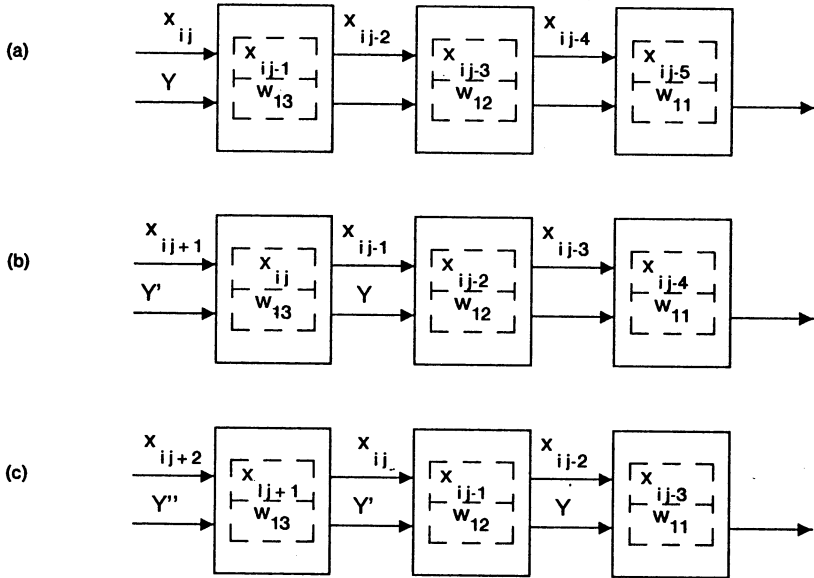 (a)
x ij x ij-2 x ij-4
x ij-1 x ij-3 x ij-5
Y w 13 w 12 w 11
(b)
x ij+1 x ij-1 x ij-3
x ij x ij-2 x ij-4
Y' w 13 Y w 12 w 11
(c)
x ij+2 x ij x ij-2
x ij+1 x ij-1 x ij-3
Y'' w 13 Y' w 12 Y w 11